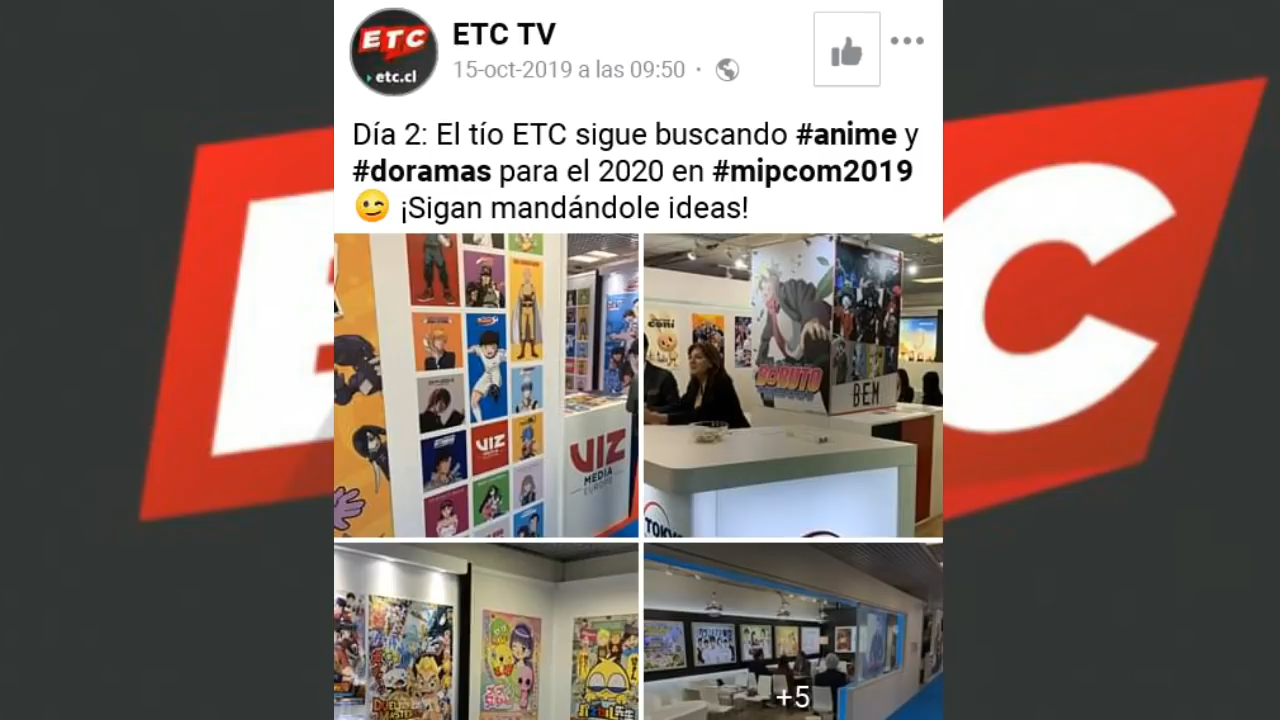 ETC
etc.cl
ETC TV
15-oct-2019 a las 09:50 ·
Día 2: El tío ETC sigue buscando #anime y
#doramas para el 2020 en #mipcom2019
😉 ¡Sigan mandándole ideas!
VIZ
VIZ
MEDIA
EUROPE
BORUTO
BEM
TOKYO
+5
C